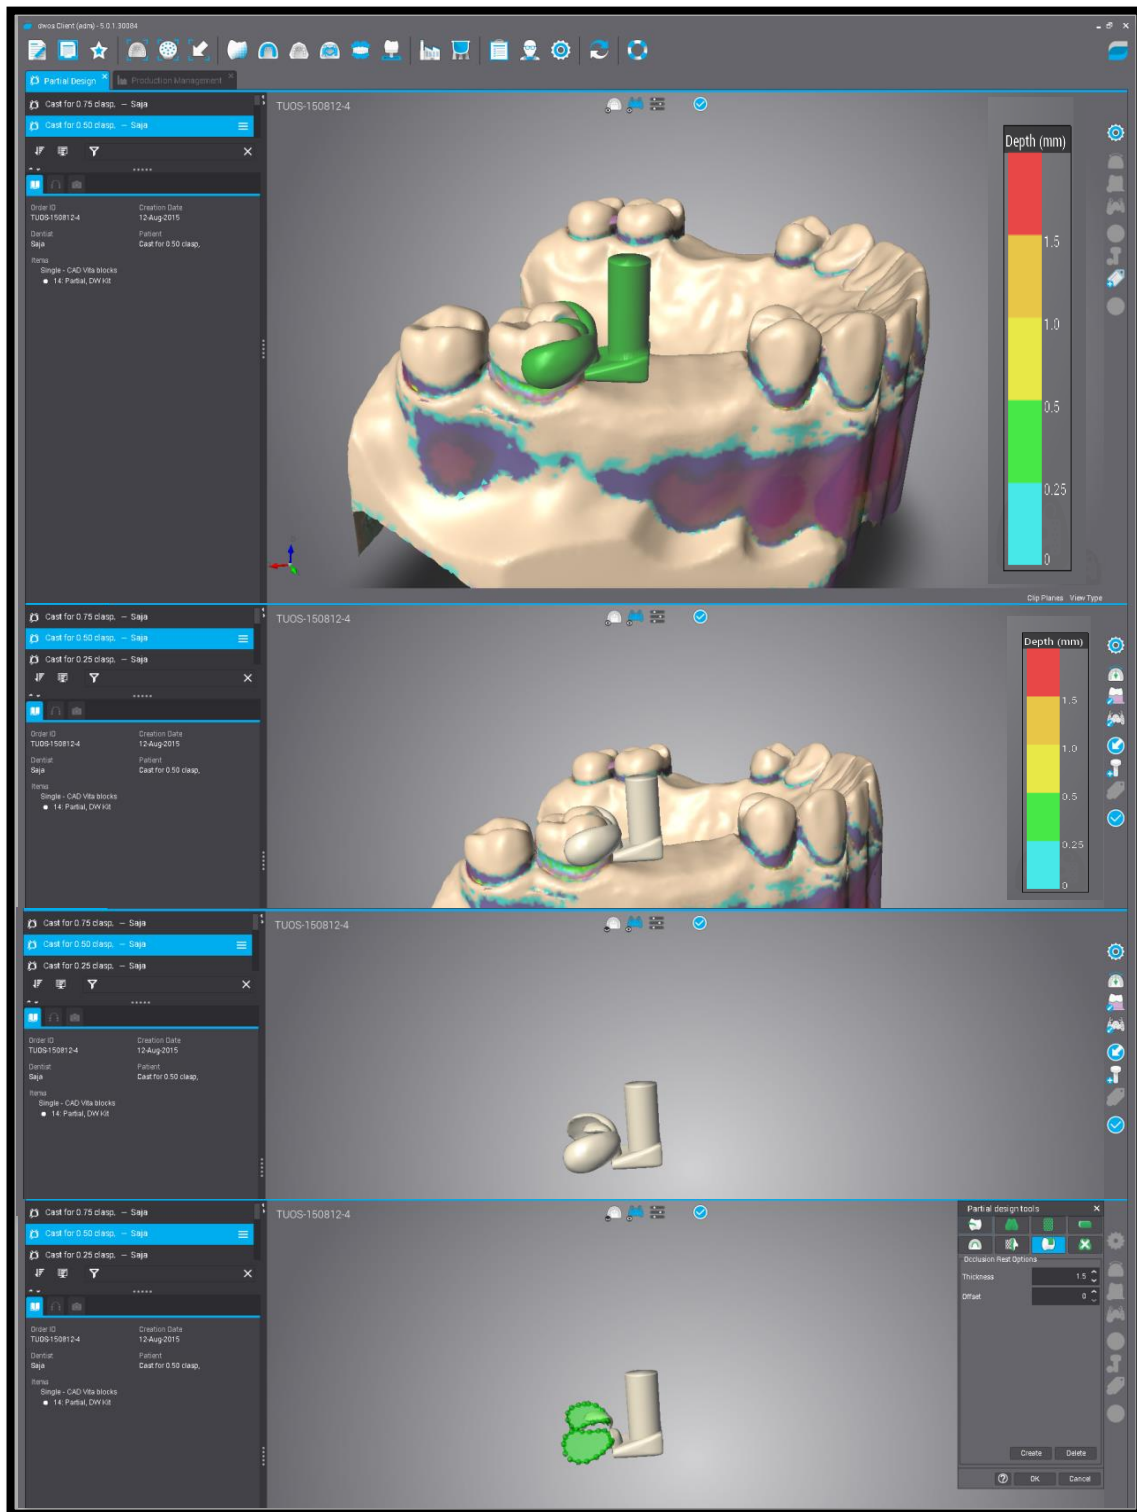 dwos Client (adm) - 5.0.1.30084
Partial Design
Production Management
Cast for 0.75 clasp, – Saja
Cast for 0.50 clasp, – Saja
Order ID
Creation Date
TUOS-150812-4
12-Aug-2015
Dentist
Patient
Saja
Cast for 0.50 clasp,
Items
Single - CAD Vita blocks
14: Partial, DW Kit
TUOS-150812-4
Depth (mm)
1.5
1.0
0.5
0.25
0
Clip Planes View Type
Cast for 0.75 clasp, – Saja
Cast for 0.50 clasp, – Saja
Cast for 0.25 clasp, – Saja
Order ID
Creation Date
TUOS-150812-4
12-Aug-2015
Dentist
Patient
Saja
Cast for 0.50 clasp,
Items
Single - CAD Vita blocks
14: Partial, DW Kit
TUOS-150812-4
Depth (mm)
1.5
1.0
0.5
0.25
0
Cast for 0.75 clasp, – Saja
Cast for 0.50 clasp, – Saja
Cast for 0.25 clasp, – Saja
Order ID
Creation Date
TUOS-150812-4
12-Aug-2015
Dentist
Patient
Saja
Cast for 0.50 clasp,
Items
Single - CAD Vita blocks
14: Partial, DW Kit
TUOS-150812-4
Cast for 0.75 clasp, – Saja
Cast for 0.50 clasp, – Saja
Cast for 0.25 clasp, – Saja
Order ID
Creation Date
TUOS-150812-4
12-Aug-2015
Dentist
Patient
Saja
Cast for 0.50 clasp,
Items
Single - CAD Vita blocks
14: Partial, DW Kit
TUOS-150812-4
Partial design tools
Occlusion Rest Options
Thickness 1.5
Offset 0
Create Delete
OK Cancel